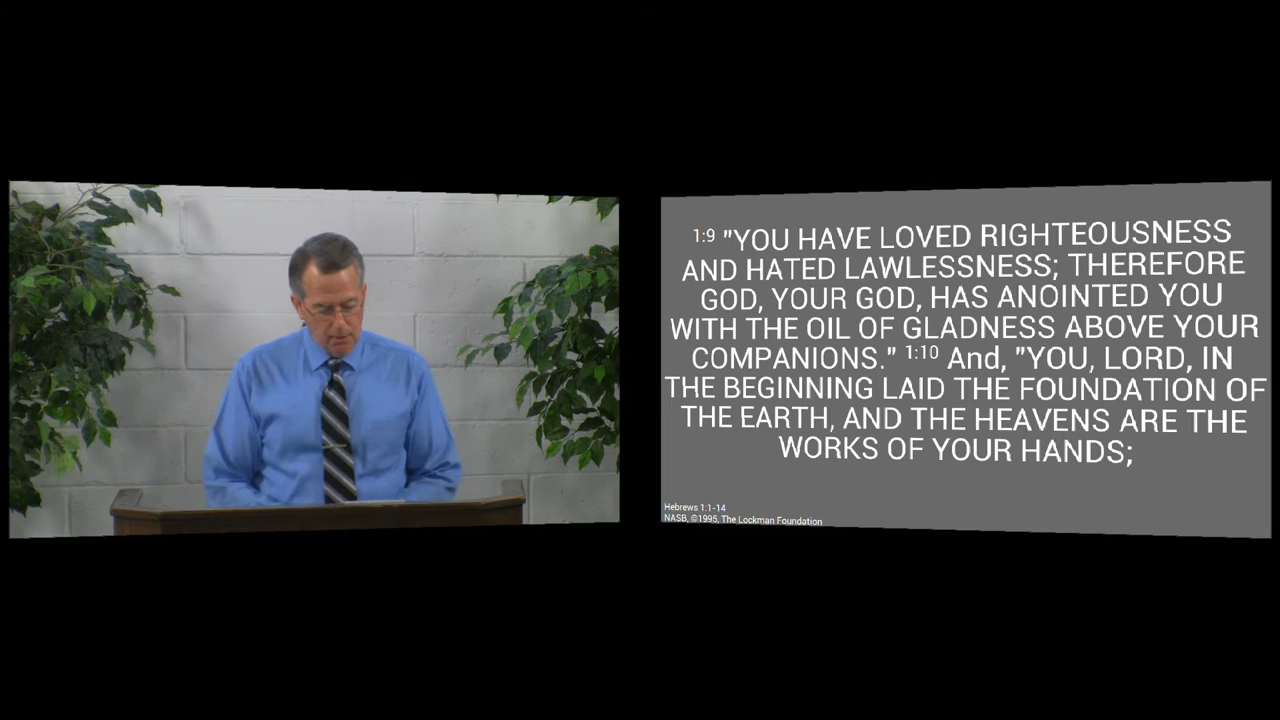 1:9 "YOU HAVE LOVED RIGHTEOUSNESS
AND HATED LAWLESSNESS; THEREFORE
GOD, YOUR GOD, HAS ANOINTED YOU
WITH THE OIL OF GLADNESS ABOVE YOUR
COMPANIONS." 1:10 And, "YOU, LORD, IN
THE BEGINNING LAID THE FOUNDATION OF
THE EARTH, AND THE HEAVENS ARE THE
WORKS OF YOUR HANDS;
Hebrews 1:1-14
NASB, ©1995, The Lockman Foundation